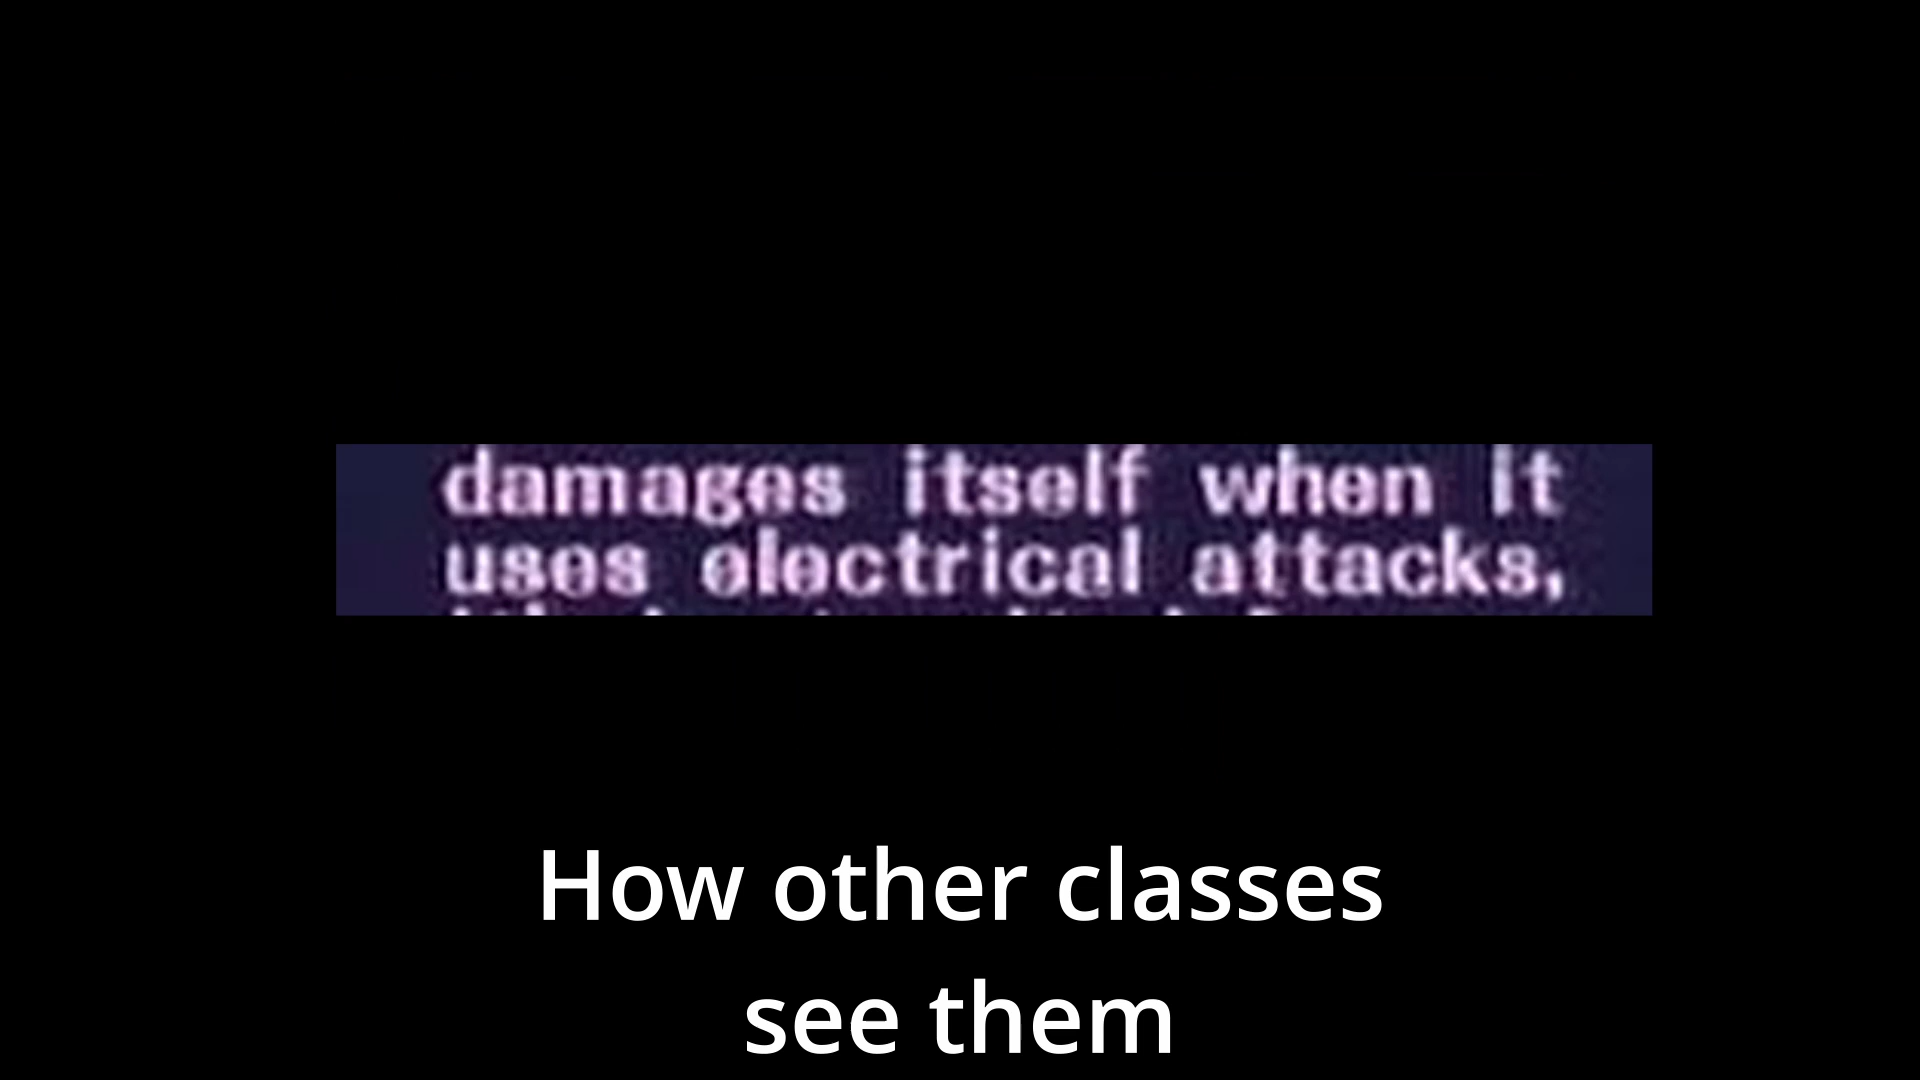 damages itself when it
uses electrical attacks,
How other classes
see them